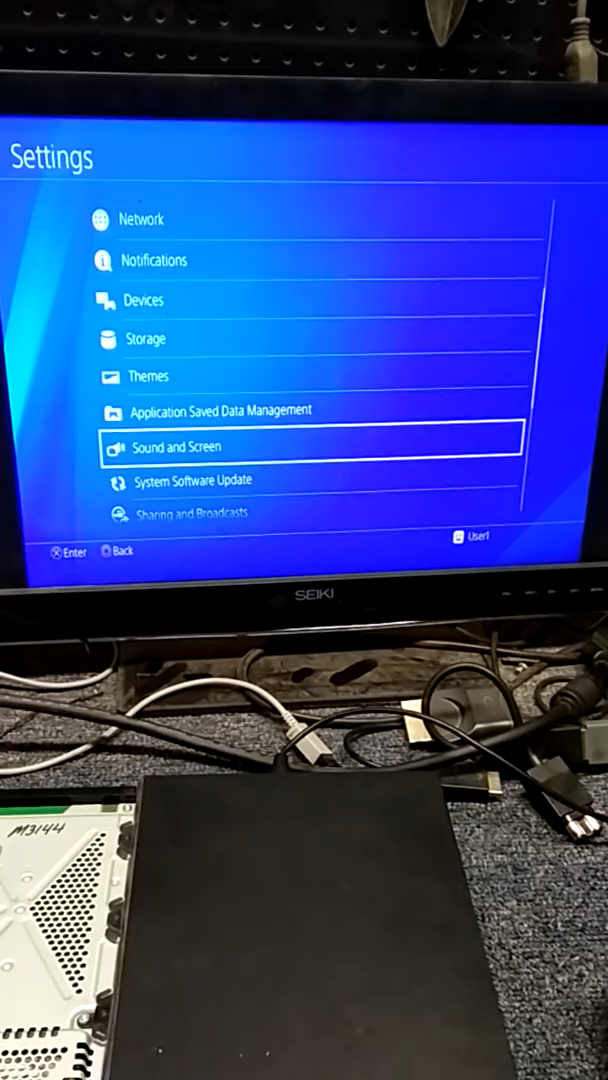 Settings
Network
Notifications
Devices
Storage
Themes
Application Saved Data Management
Sound and Screen
System Software Update
Sharing and Broadcasts
Enter Back
User1
SEIKI
M3144